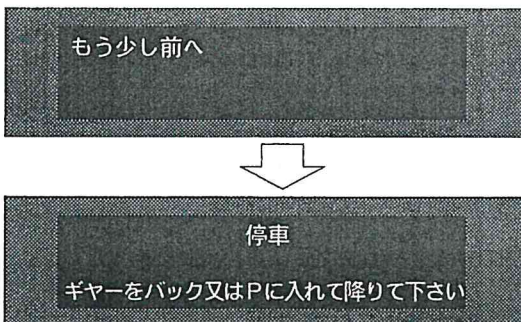 もう少し前へ
停車
ギヤーをバック又はPに入れて降りて下さい